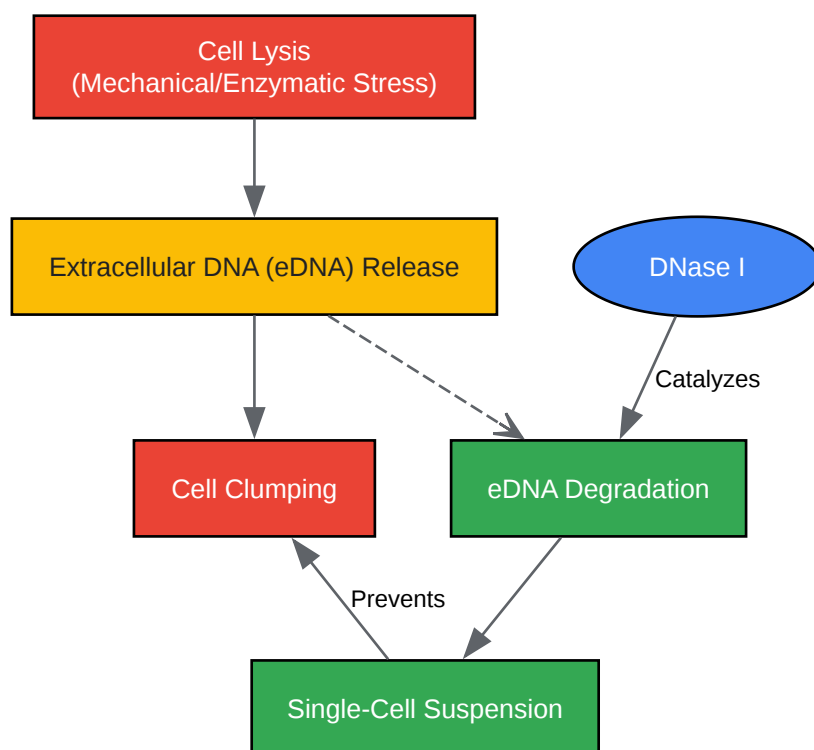 Cell Lysis
(Mechanical/Enzymatic Stress)
Extracellular DNA (eDNA) Release
DNase I
Catalyzes
Cell Clumping
eDNA Degradation
Prevents
Single-Cell Suspension